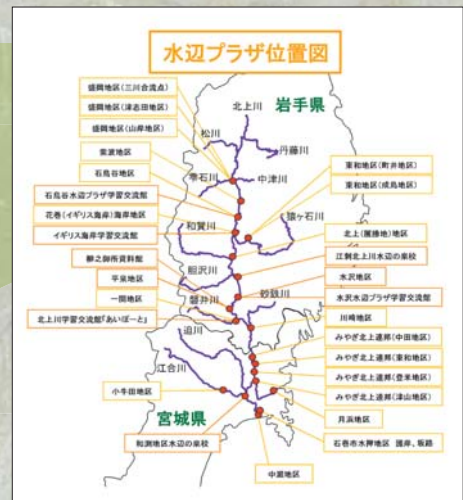 水辺プラザ位置図
岩手県
盛岡地区(三川合流点)
盛岡地区(津志田地区)
盛岡地区(山岸地区)
紫波地区
石鳥谷地区
石鳥谷水辺プラザ学習交流館
花巻(イギリス海岸)海岸地区
イギリス海岸学習交流館
柳之御所資料館
平泉地区
一関地区
北上川学習交流館『あいぽーと』
北上川
松川
丹藤川
雫石川
中津川
和賀川
猿ヶ石川
胆沢川
磐井川
砂鉄川
迫川
江合川
東和地区(町井地区)
東和地区(成島地区)
北上(展勝地)地区
江刺北上川水辺の楽校
水沢地区
水沢水辺プラザ学習交流館
川崎地区
みやぎ北上連邦(中田地区)
みやぎ北上連邦(東和地区)
みやぎ北上連邦(登米地区)
みやぎ北上連邦(津山地区)
月浜地区
石巻市水押地区 護岸、坂路
小牛田地区
宮城県
和渕地区水辺の楽校
中瀬地区